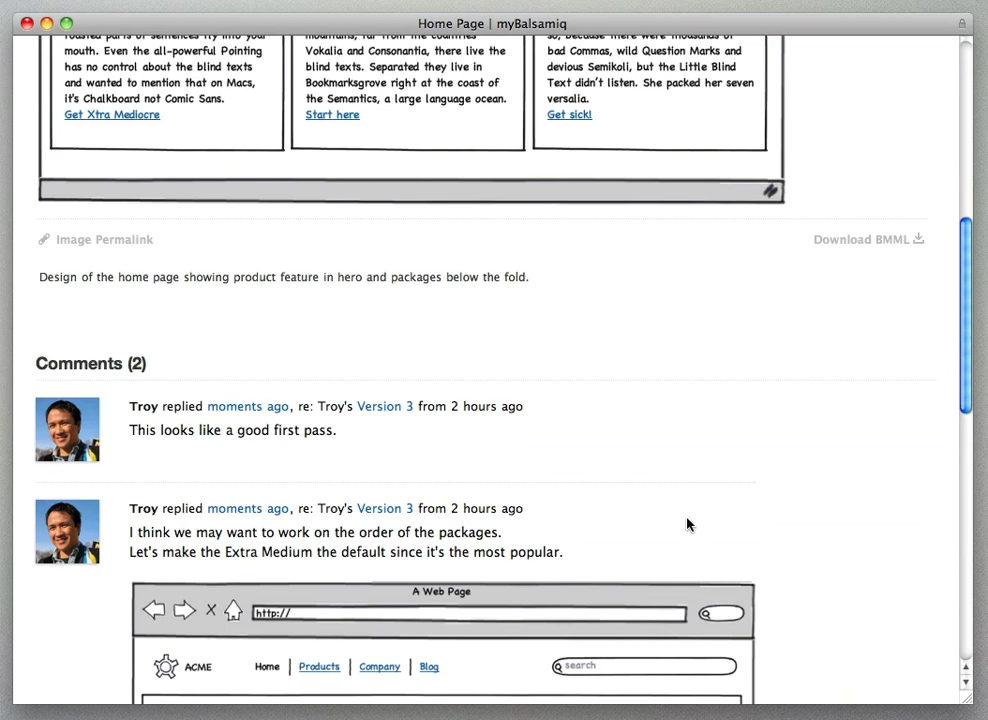 Home Page | myBalsamiq
mouth. Even the all-powerful Pointing
has no control about the blind texts
and wanted to mention that on Macs,
it's Chalkboard not Comic Sans.
Get Xtra Mediocre
Vokalia and Consonantia, there live the
blind texts. Separated they live in
Bookmarksgrove right at the coast of
the Semantics, a large language ocean.
Start here
bad Commas, wild Question Marks and
devious Semikoli, but the Little Blind
Text didn't listen. She packed her seven
versalia.
Get sick!
Image Permalink
Download BMML
Design of the home page showing product feature in hero and packages below the fold.
Comments (2)
Troy replied moments ago, re: Troy's Version 3 from 2 hours ago
This looks like a good first pass.
Troy replied moments ago, re: Troy's Version 3 from 2 hours ago
I think we may want to work on the order of the packages.
Let's make the Extra Medium the default since it's the most popular.
A Web Page
http://
ACME
Home | Products | Company | Blog
search